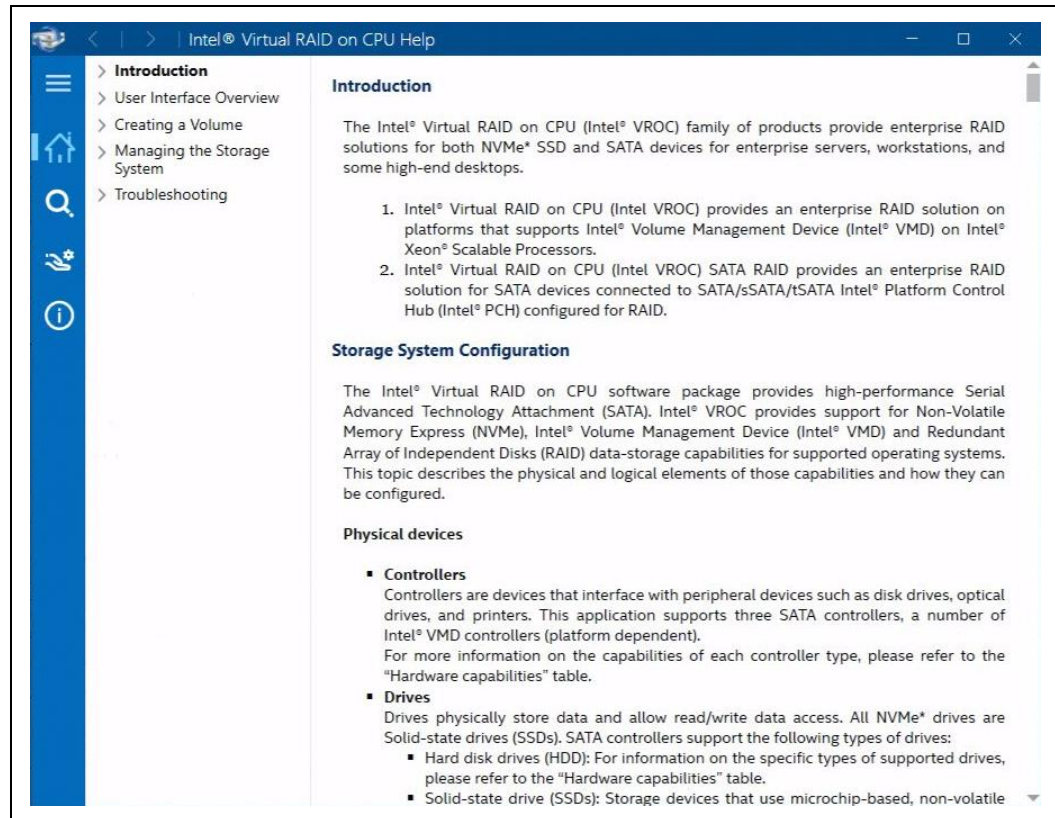 Intel® Virtual RAID on CPU Help
Introduction
User Interface Overview
Creating a Volume
Managing the Storage
System
Troubleshooting
Introduction
The Intel® Virtual RAID on CPU (Intel® VROC) family of products provide enterprise RAID
solutions for both NVMe* SSD and SATA devices for enterprise servers, workstations, and
some high-end desktops.
1. Intel® Virtual RAID on CPU (Intel VROC) provides an enterprise RAID solution on
platforms that supports Intel® Volume Management Device (Intel® VMD) on Intel®
Xeon® Scalable Processors.
2. Intel® Virtual RAID on CPU (Intel VROC) SATA RAID provides an enterprise RAID
solution for SATA devices connected to SATA/sSATA/tSATA Intel® Platform Control
Hub (Intel® PCH) configured for RAID.
Storage System Configuration
The Intel® Virtual RAID on CPU software package provides high-performance Serial
Advanced Technology Attachment (SATA). Intel® VROC provides support for Non-Volatile
Memory Express (NVMe), Intel® Volume Management Device (Intel® VMD) and Redundant
Array of Independent Disks (RAID) data-storage capabilities for supported operating systems.
This topic describes the physical and logical elements of those capabilities and how they can
be configured.
Physical devices
▪ Controllers
Controllers are devices that interface with peripheral devices such as disk drives, optical
drives, and printers. This application supports three SATA controllers, a number of
Intel® VMD controllers (platform dependent).
For more information on the capabilities of each controller type, please refer to the
“Hardware capabilities” table.
▪ Drives
Drives physically store data and allow read/write data access. All NVMe* drives are
Solid-state drives (SSDs). SATA controllers support the following types of drives:
▪ Hard disk drives (HDD): For information on the specific types of supported drives,
please refer to the “Hardware capabilities” table.
▪ Solid-state drive (SSDs): Storage devices that use microchip-based, non-volatile